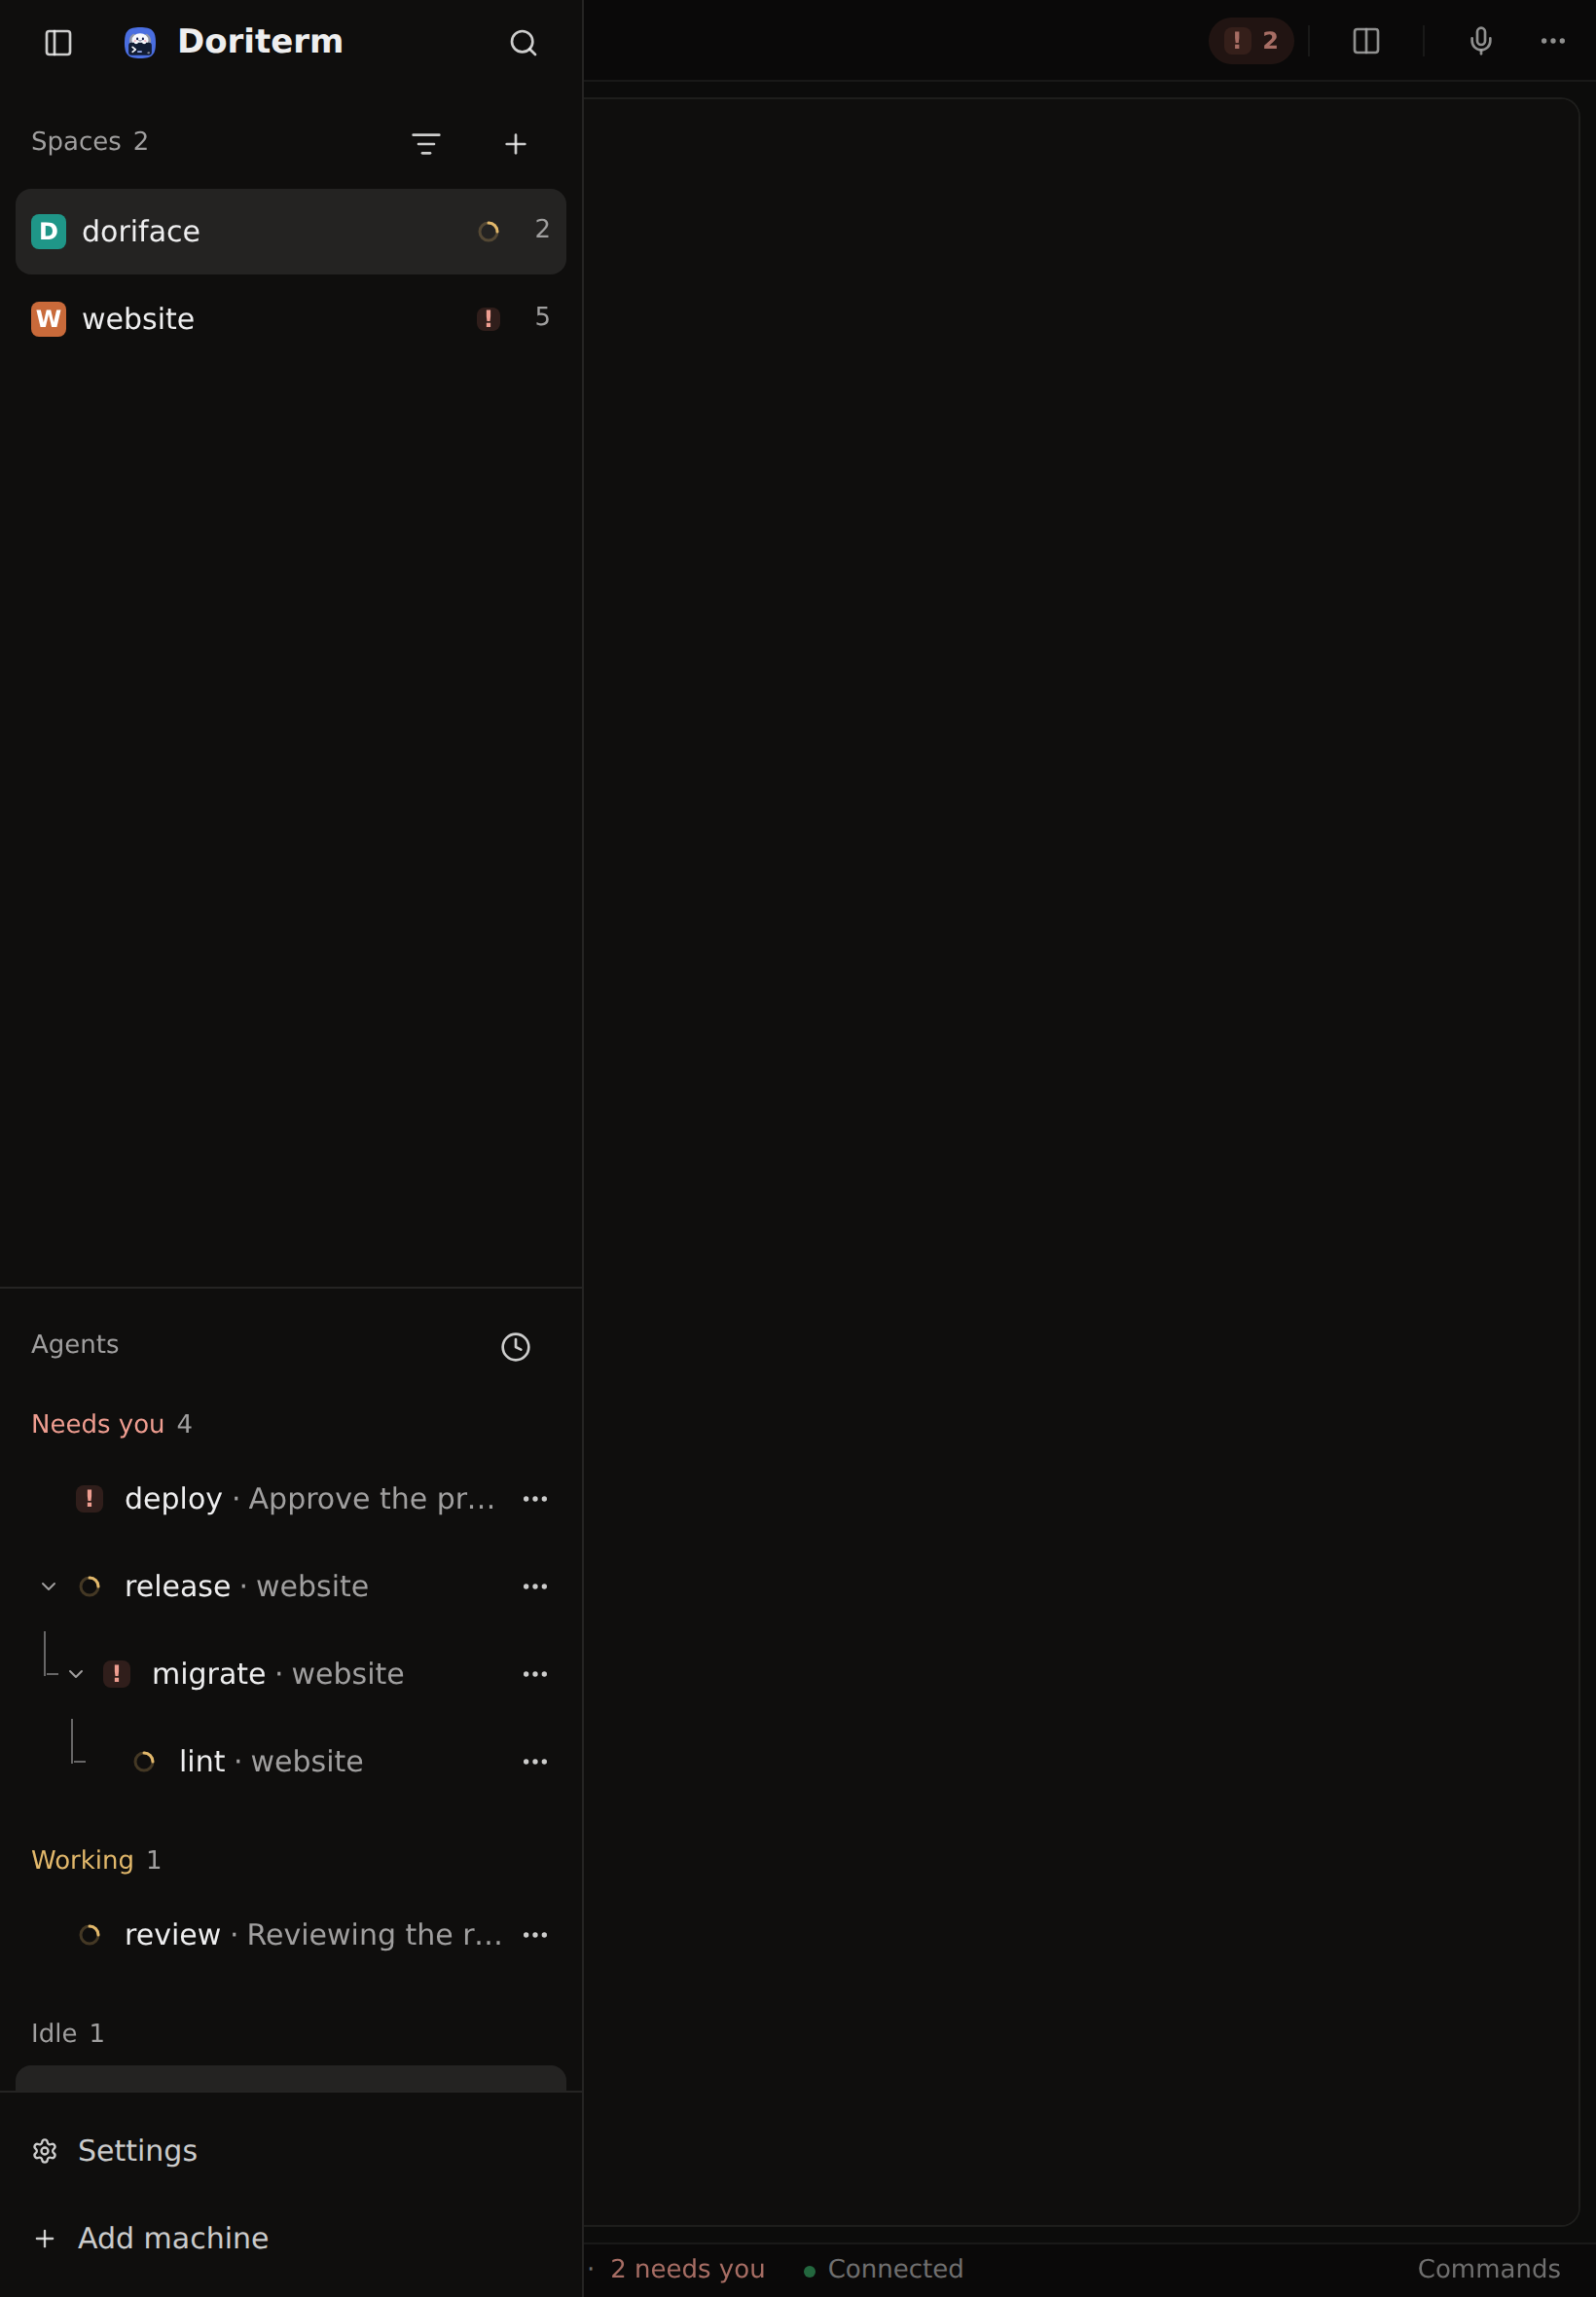 Doriterm
! 2
Spaces 2
D doriface 2
W website ! 5
Agents
Needs you 4
! deploy · Approve the pr…
release · website
! migrate · website
lint · website
Working 1
review · Reviewing the r…
Idle 1
Settings
Add machine
· 2 needs you Connected Commands